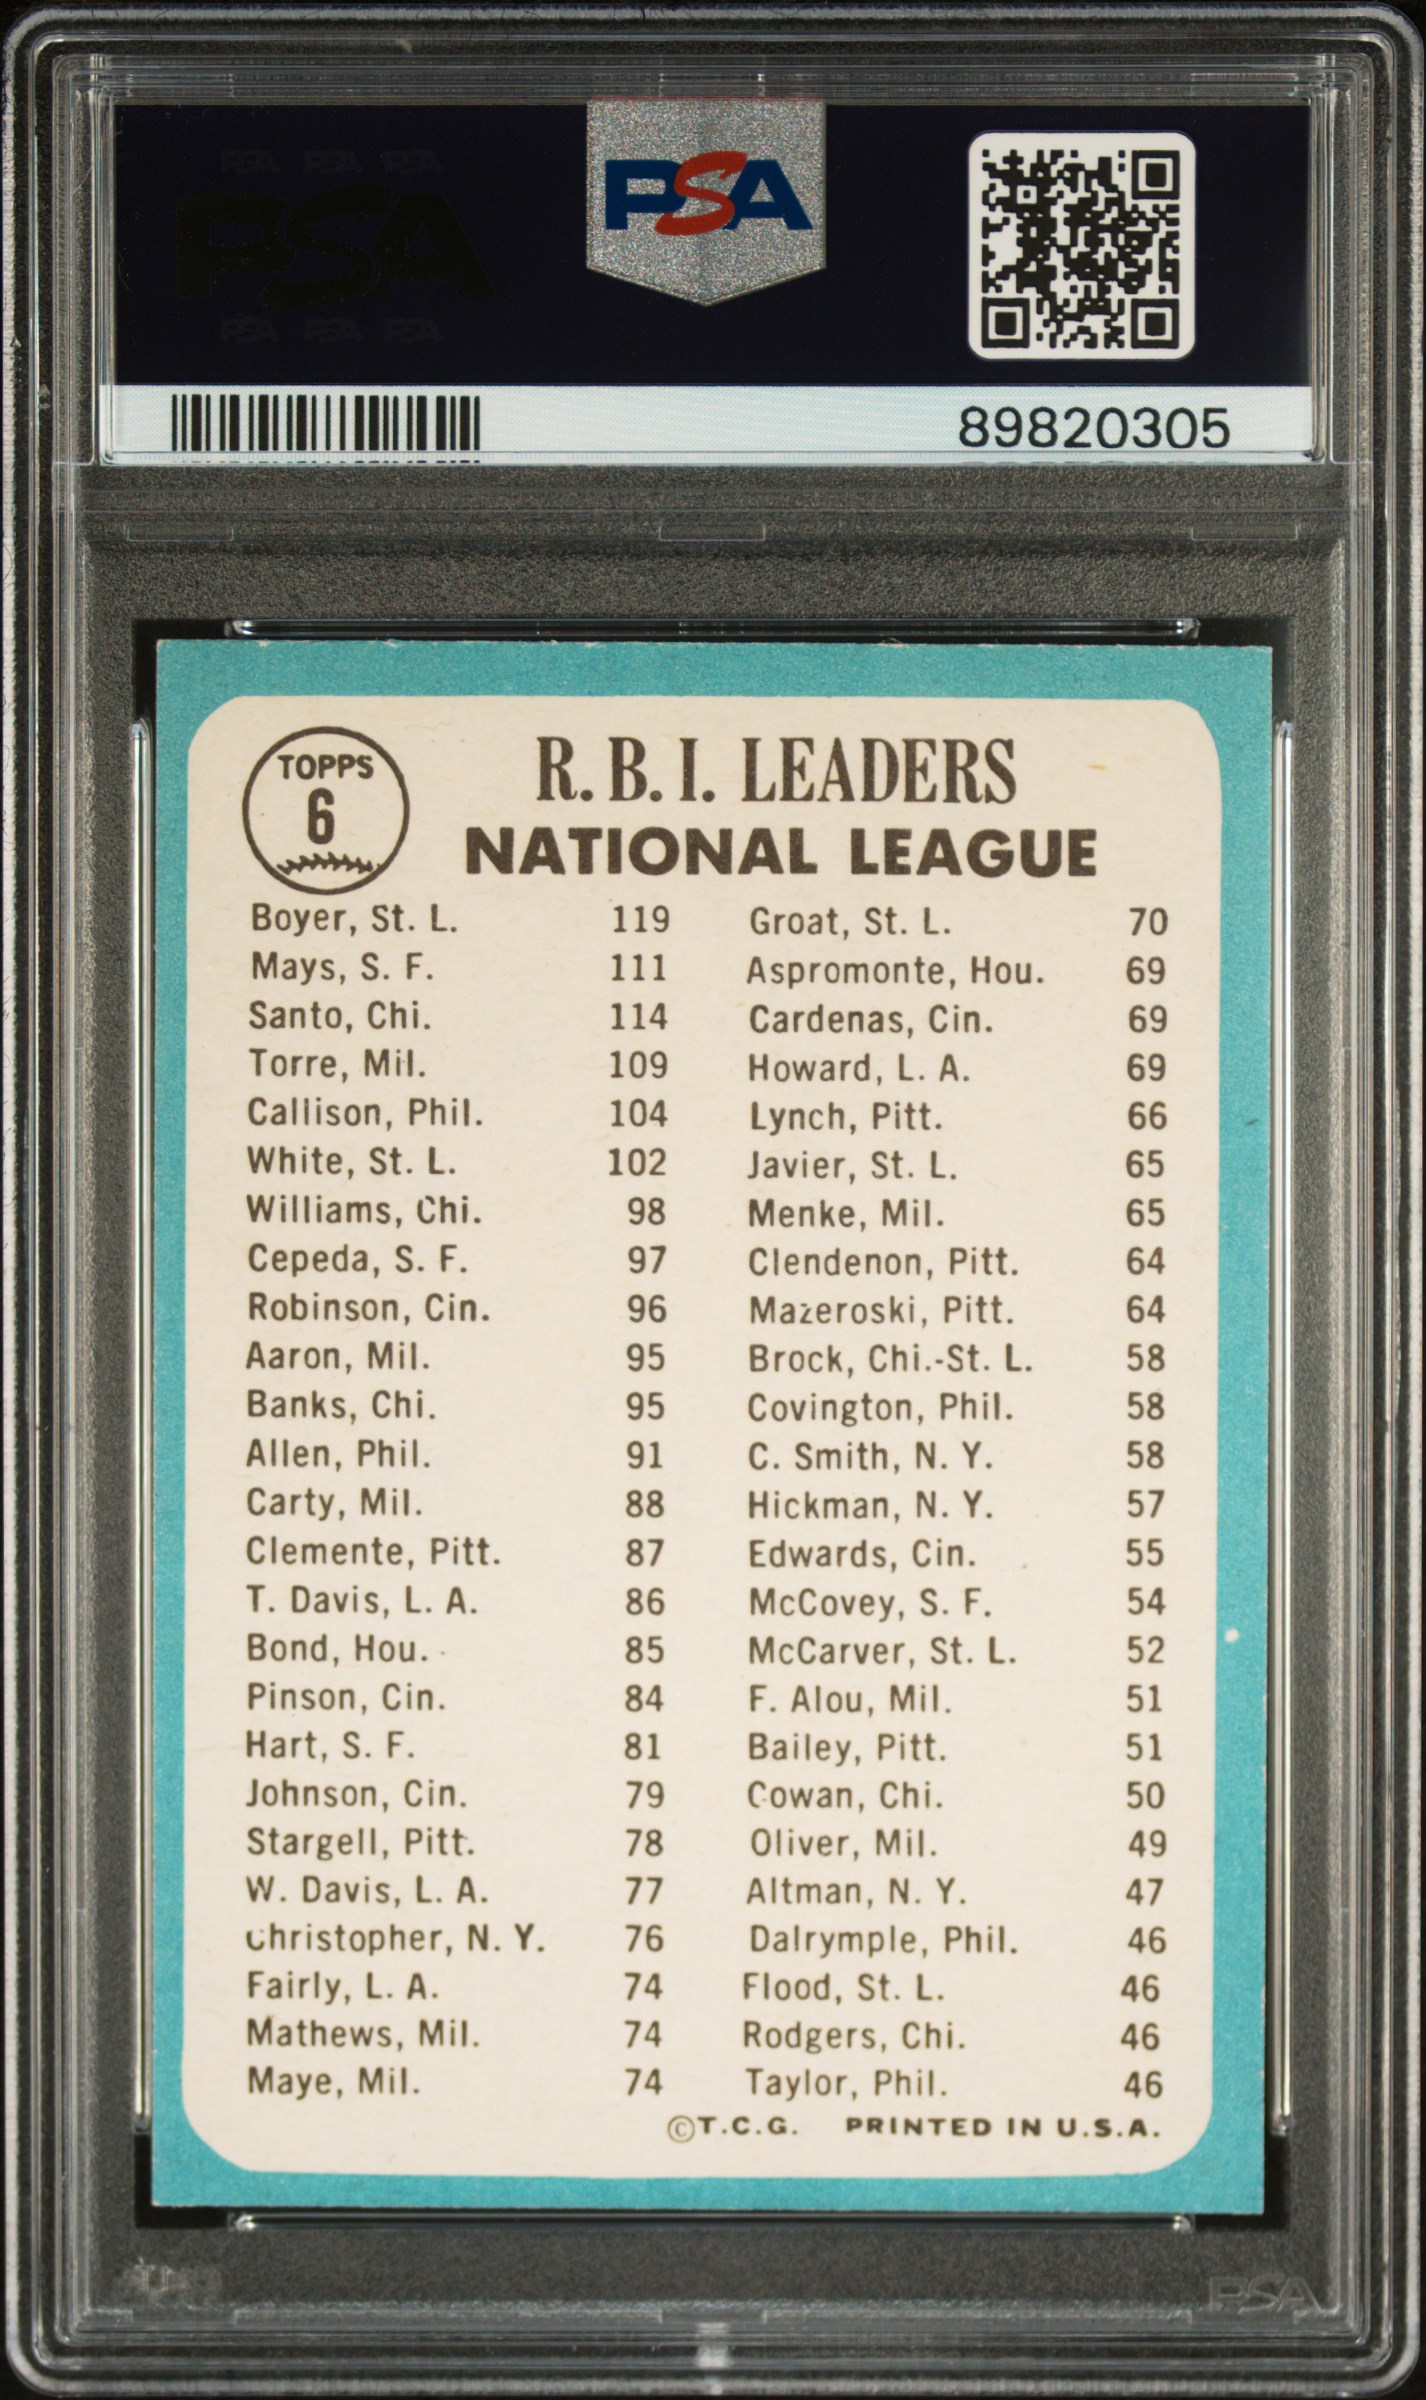 PSA PSA PSA
PSA
PSA PSA PSA
PSA
89820305
TOPPS
6
R. B. I. LEADERS
NATIONAL LEAGUE
Boyer, St. L. 119
Mays, S. F. 111
Santo, Chi. 114
Torre, Mil. 109
Callison, Phil. 104
White, St. L. 102
Williams, Chi. 98
Cepeda, S. F. 97
Robinson, Cin. 96
Aaron, Mil. 95
Banks, Chi. 95
Allen, Phil. 91
Carty, Mil. 88
Clemente, Pitt. 87
T. Davis, L. A. 86
Bond, Hou. 85
Pinson, Cin. 84
Hart, S. F. 81
Johnson, Cin. 79
Stargell, Pitt. 78
W. Davis, L. A. 77
Christopher, N. Y. 76
Fairly, L. A. 74
Mathews, Mil. 74
Maye, Mil. 74
Groat, St. L. 70
Aspromonte, Hou. 69
Cardenas, Cin. 69
Howard, L. A. 69
Lynch, Pitt. 66
Javier, St. L. 65
Menke, Mil. 65
Clendenon, Pitt. 64
Mazeroski, Pitt. 64
Brock, Chi.-St. L. 58
Covington, Phil. 58
C. Smith, N. Y. 58
Hickman, N. Y. 57
Edwards, Cin. 55
McCovey, S. F. 54
McCarver, St. L. 52
F. Alou, Mil. 51
Bailey, Pitt. 51
Cowan, Chi. 50
Oliver, Mil. 49
Altman, N. Y. 47
Dalrymple, Phil. 46
Flood, St. L. 46
Rodgers, Chi. 46
Taylor, Phil. 46
©T.C.G. PRINTED IN U.S.A.
PSA